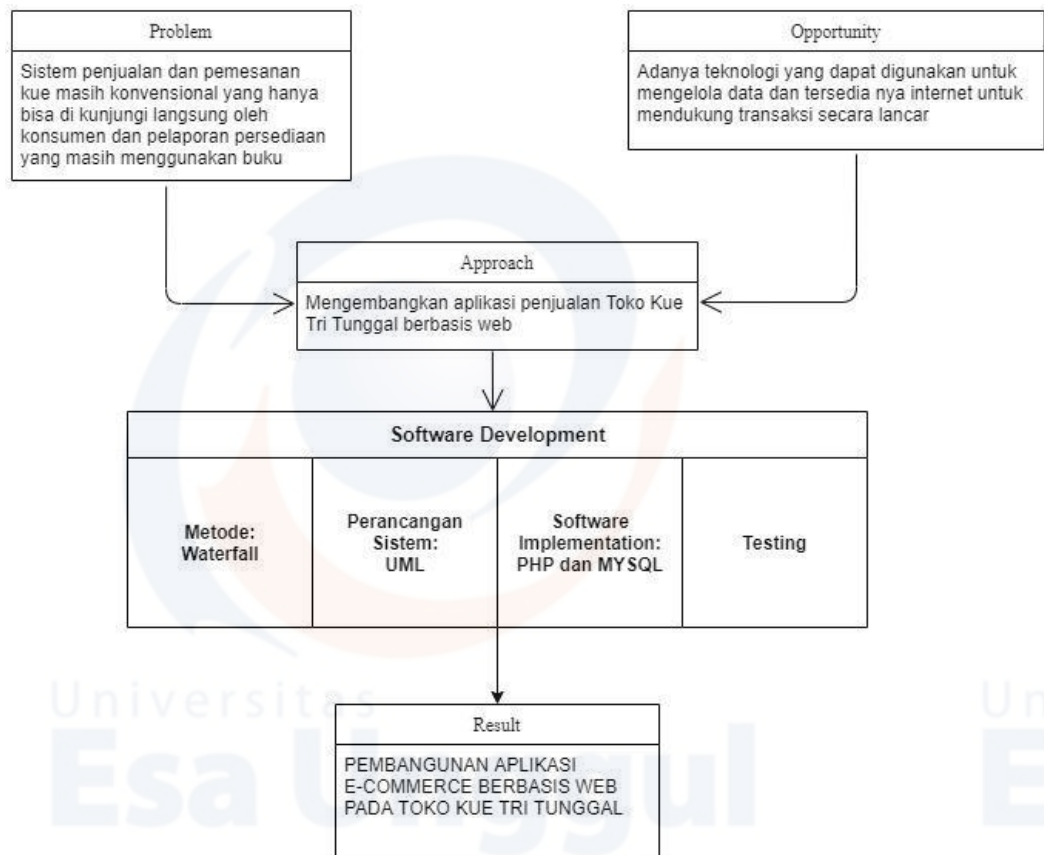 Problem
Sistem penjualan dan pemesanan
kue masih konvensional yang hanya
bisa di kunjungi langsung oleh
konsumen dan pelaporan persediaan
yang masih menggunakan buku
Opportunity
Adanya teknologi yang dapat digunakan untuk
mengelola data dan tersedia nya internet untuk
mendukung transaksi secara lancar
Approach
Mengembangkan aplikasi penjualan Toko Kue
Tri Tunggal berbasis web
Software Development
Metode:
Waterfall
Perancangan
Sistem:
UML
Software
Implementation:
PHP dan MYSQL
Testing
Result
PEMBANGUNAN APLIKASI
E-COMMERCE BERBASIS WEB
PADA TOKO KUE TRI TUNGGAL
Universitas
Esa Unggul
Un
E